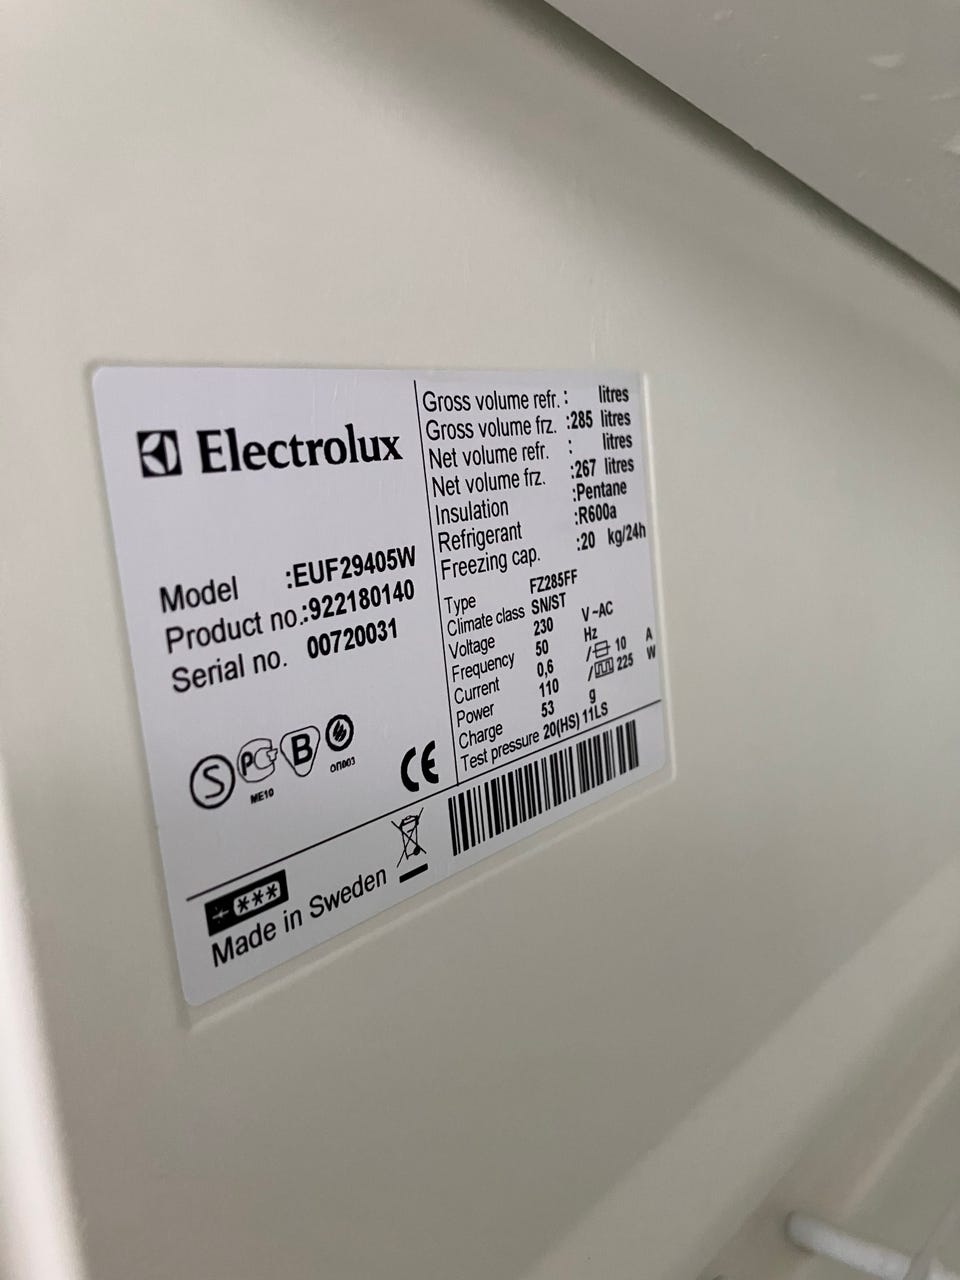 Electrolux
Model :EUF29405W
Product no.:922180140
Serial no. 00720031
S PG B
ME10
ОП003
CE
Gross volume refr. : litres
Gross volume frz. :285 litres
Net volume refr. : litres
Net volume frz. :267 litres
Insulation :Pentane
Refrigerant :R600a
Freezing cap. :20 kg/24h
Type FZ285FF
Climate class SN/ST
Voltage 230 V~AC
Frequency 50 Hz
Current 0,6 / 10 A
Power 110 / 225 W
Charge 53 g
Test pressure 20(HS) 11LS
***
Made in Sweden